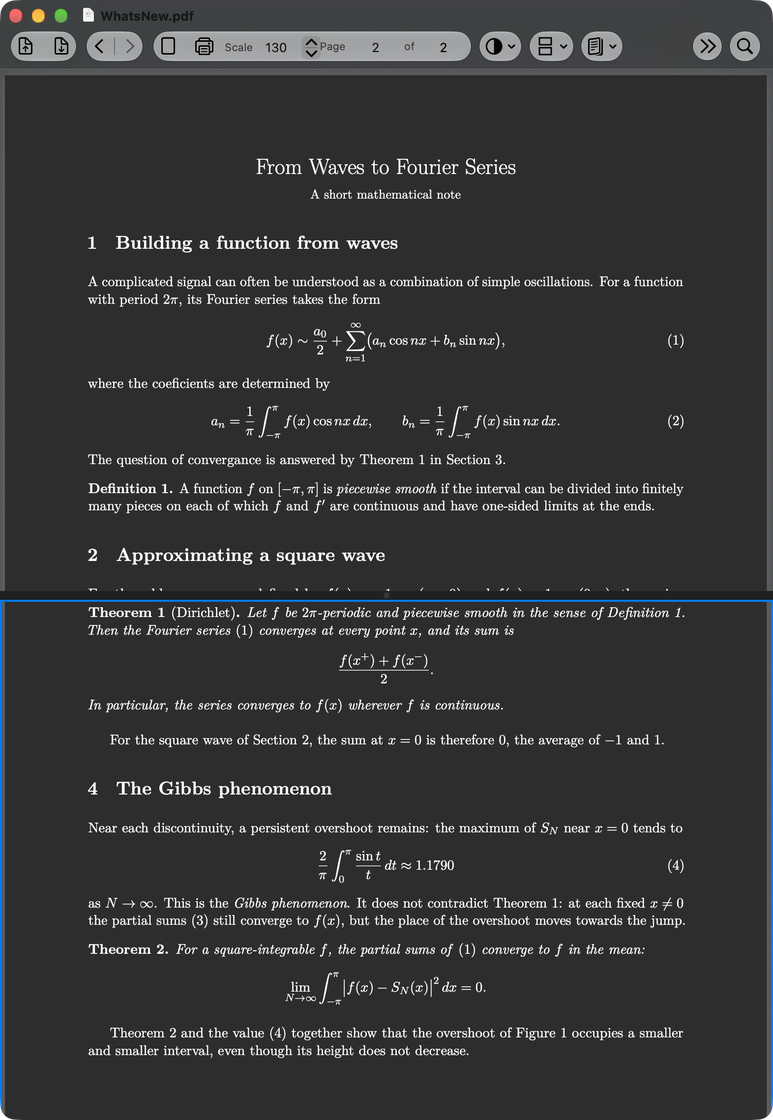 WhatsNew.pdf
Scale 130 Page 2 of 2
From Waves to Fourier Series
A short mathematical note
1 Building a function from waves
A complicated signal can often be understood as a combination of simple oscillations. For a function
with period 2π, its Fourier series takes the form
f(x) ∼ a₀/2 + ∑_{n=1}^{∞} (aₙ cos nx + bₙ sin nx), (1)
where the coeficients are determined by
aₙ = 1/π ∫_{−π}^{π} f(x) cos nx dx, bₙ = 1/π ∫_{−π}^{π} f(x) sin nx dx. (2)
The question of convergance is answered by Theorem 1 in Section 3.
Definition 1. A function f on [−π, π] is piecewise smooth if the interval can be divided into finitely
many pieces on each of which f and f′ are continuous and have one-sided limits at the ends.
2 Approximating a square wave
Theorem 1 (Dirichlet). Let f be 2π-periodic and piecewise smooth in the sense of Definition 1.
Then the Fourier series (1) converges at every point x, and its sum is
(f(x⁺) + f(x⁻))/2.
In particular, the series converges to f(x) wherever f is continuous.
For the square wave of Section 2, the sum at x = 0 is therefore 0, the average of −1 and 1.
4 The Gibbs phenomenon
Near each discontinuity, a persistent overshoot remains: the maximum of S_N near x = 0 tends to
2/π ∫_{0}^{π} sin t/t dt ≈ 1.1790 (4)
as N → ∞. This is the Gibbs phenomenon. It does not contradict Theorem 1: at each fixed x ≠ 0
the partial sums (3) still converge to f(x), but the place of the overshoot moves towards the jump.
Theorem 2. For a square-integrable f, the partial sums of (1) converge to f in the mean:
lim_{N→∞} ∫_{−π}^{π} |f(x) − S_N(x)|² dx = 0.
Theorem 2 and the value (4) together show that the overshoot of Figure 1 occupies a smaller
and smaller interval, even though its height does not decrease.